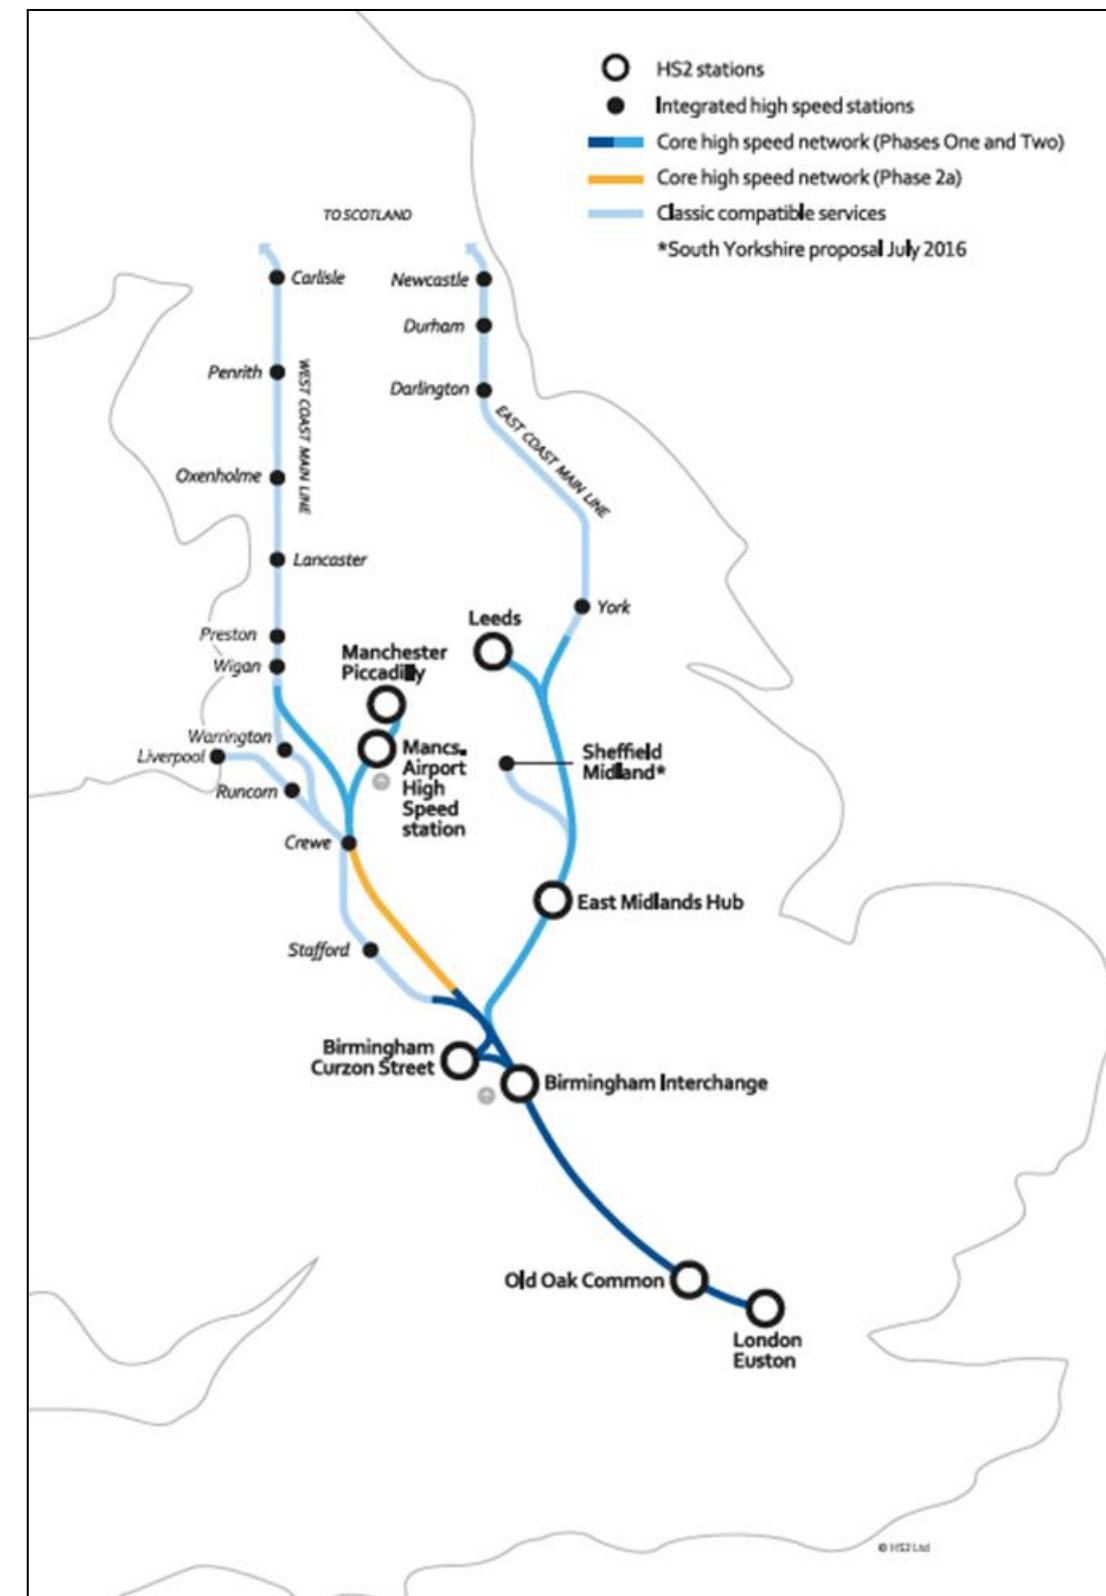 HS2 stations
Integrated high speed stations
Core high speed network (Phases One and Two)
Core high speed network (Phase 2a)
Classic compatible services
*South Yorkshire proposal July 2016
TO SCOTLAND
Carlisle
Newcastle
Durham
Penrith
WEST COAST MAIN LINE
Darlington
EAST COAST MAIN LINE
Oxenholme
Lancaster
York
Leeds
Preston
Manchester
Piccadilly
Wigan
Warrington
Liverpool
Mancs.
Airport
High
Speed
station
Sheffield
Midland*
Runcorn
Crewe
East Midlands Hub
Stafford
Birmingham
Curzon Street
Birmingham Interchange
Old Oak Common
London
Euston
© HS2 Ltd